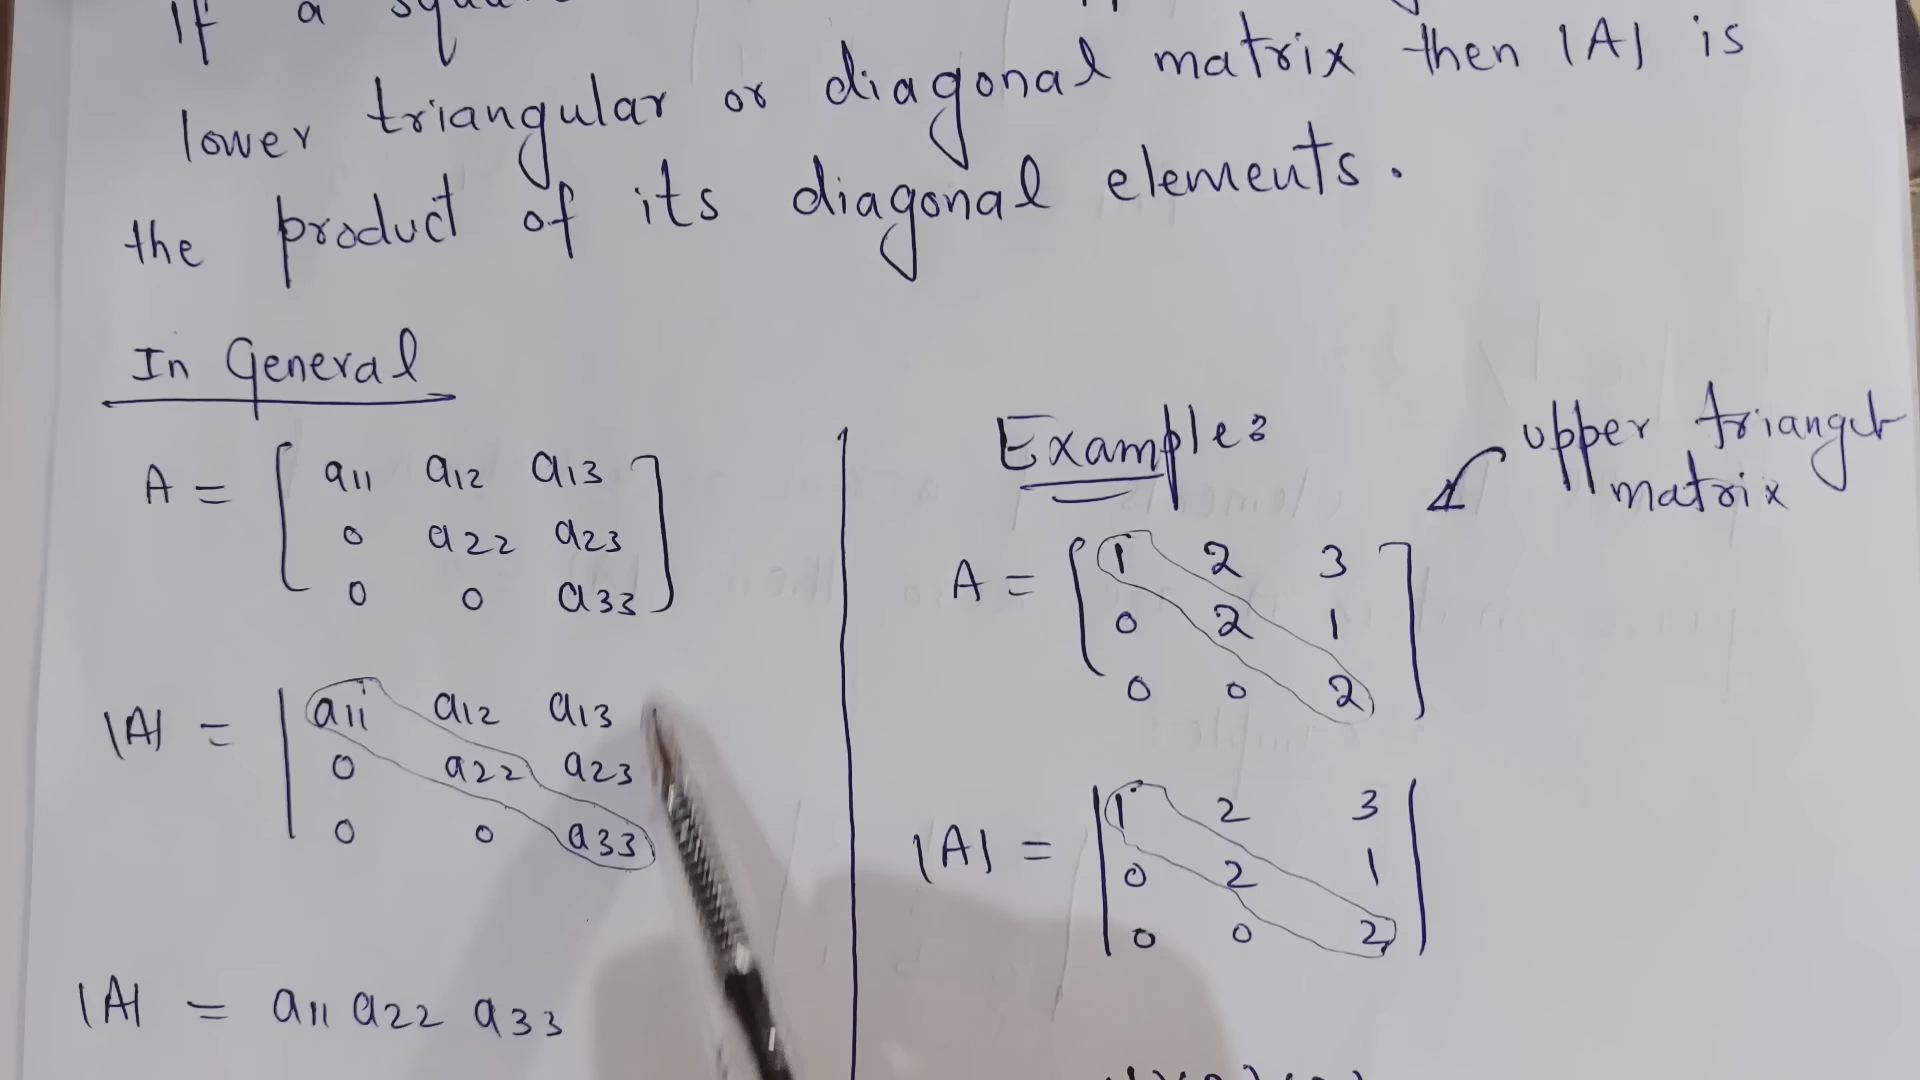 If a
lower triangular or diagonal matrix then |A| is
the product of its diagonal elements.
In General
A = [ a11 a12 a13
0 a22 a23
0 0 a33 ]
|A| = | a11 a12 a13
0 a22 a23
0 0 a33
|A| = a11 a22 a33
Example:
upper
matrix
A = [ 1 2 3 ]
0 2 1
0 0 2
|A| = | 1 2 3 |
0 2 1
0 0 2